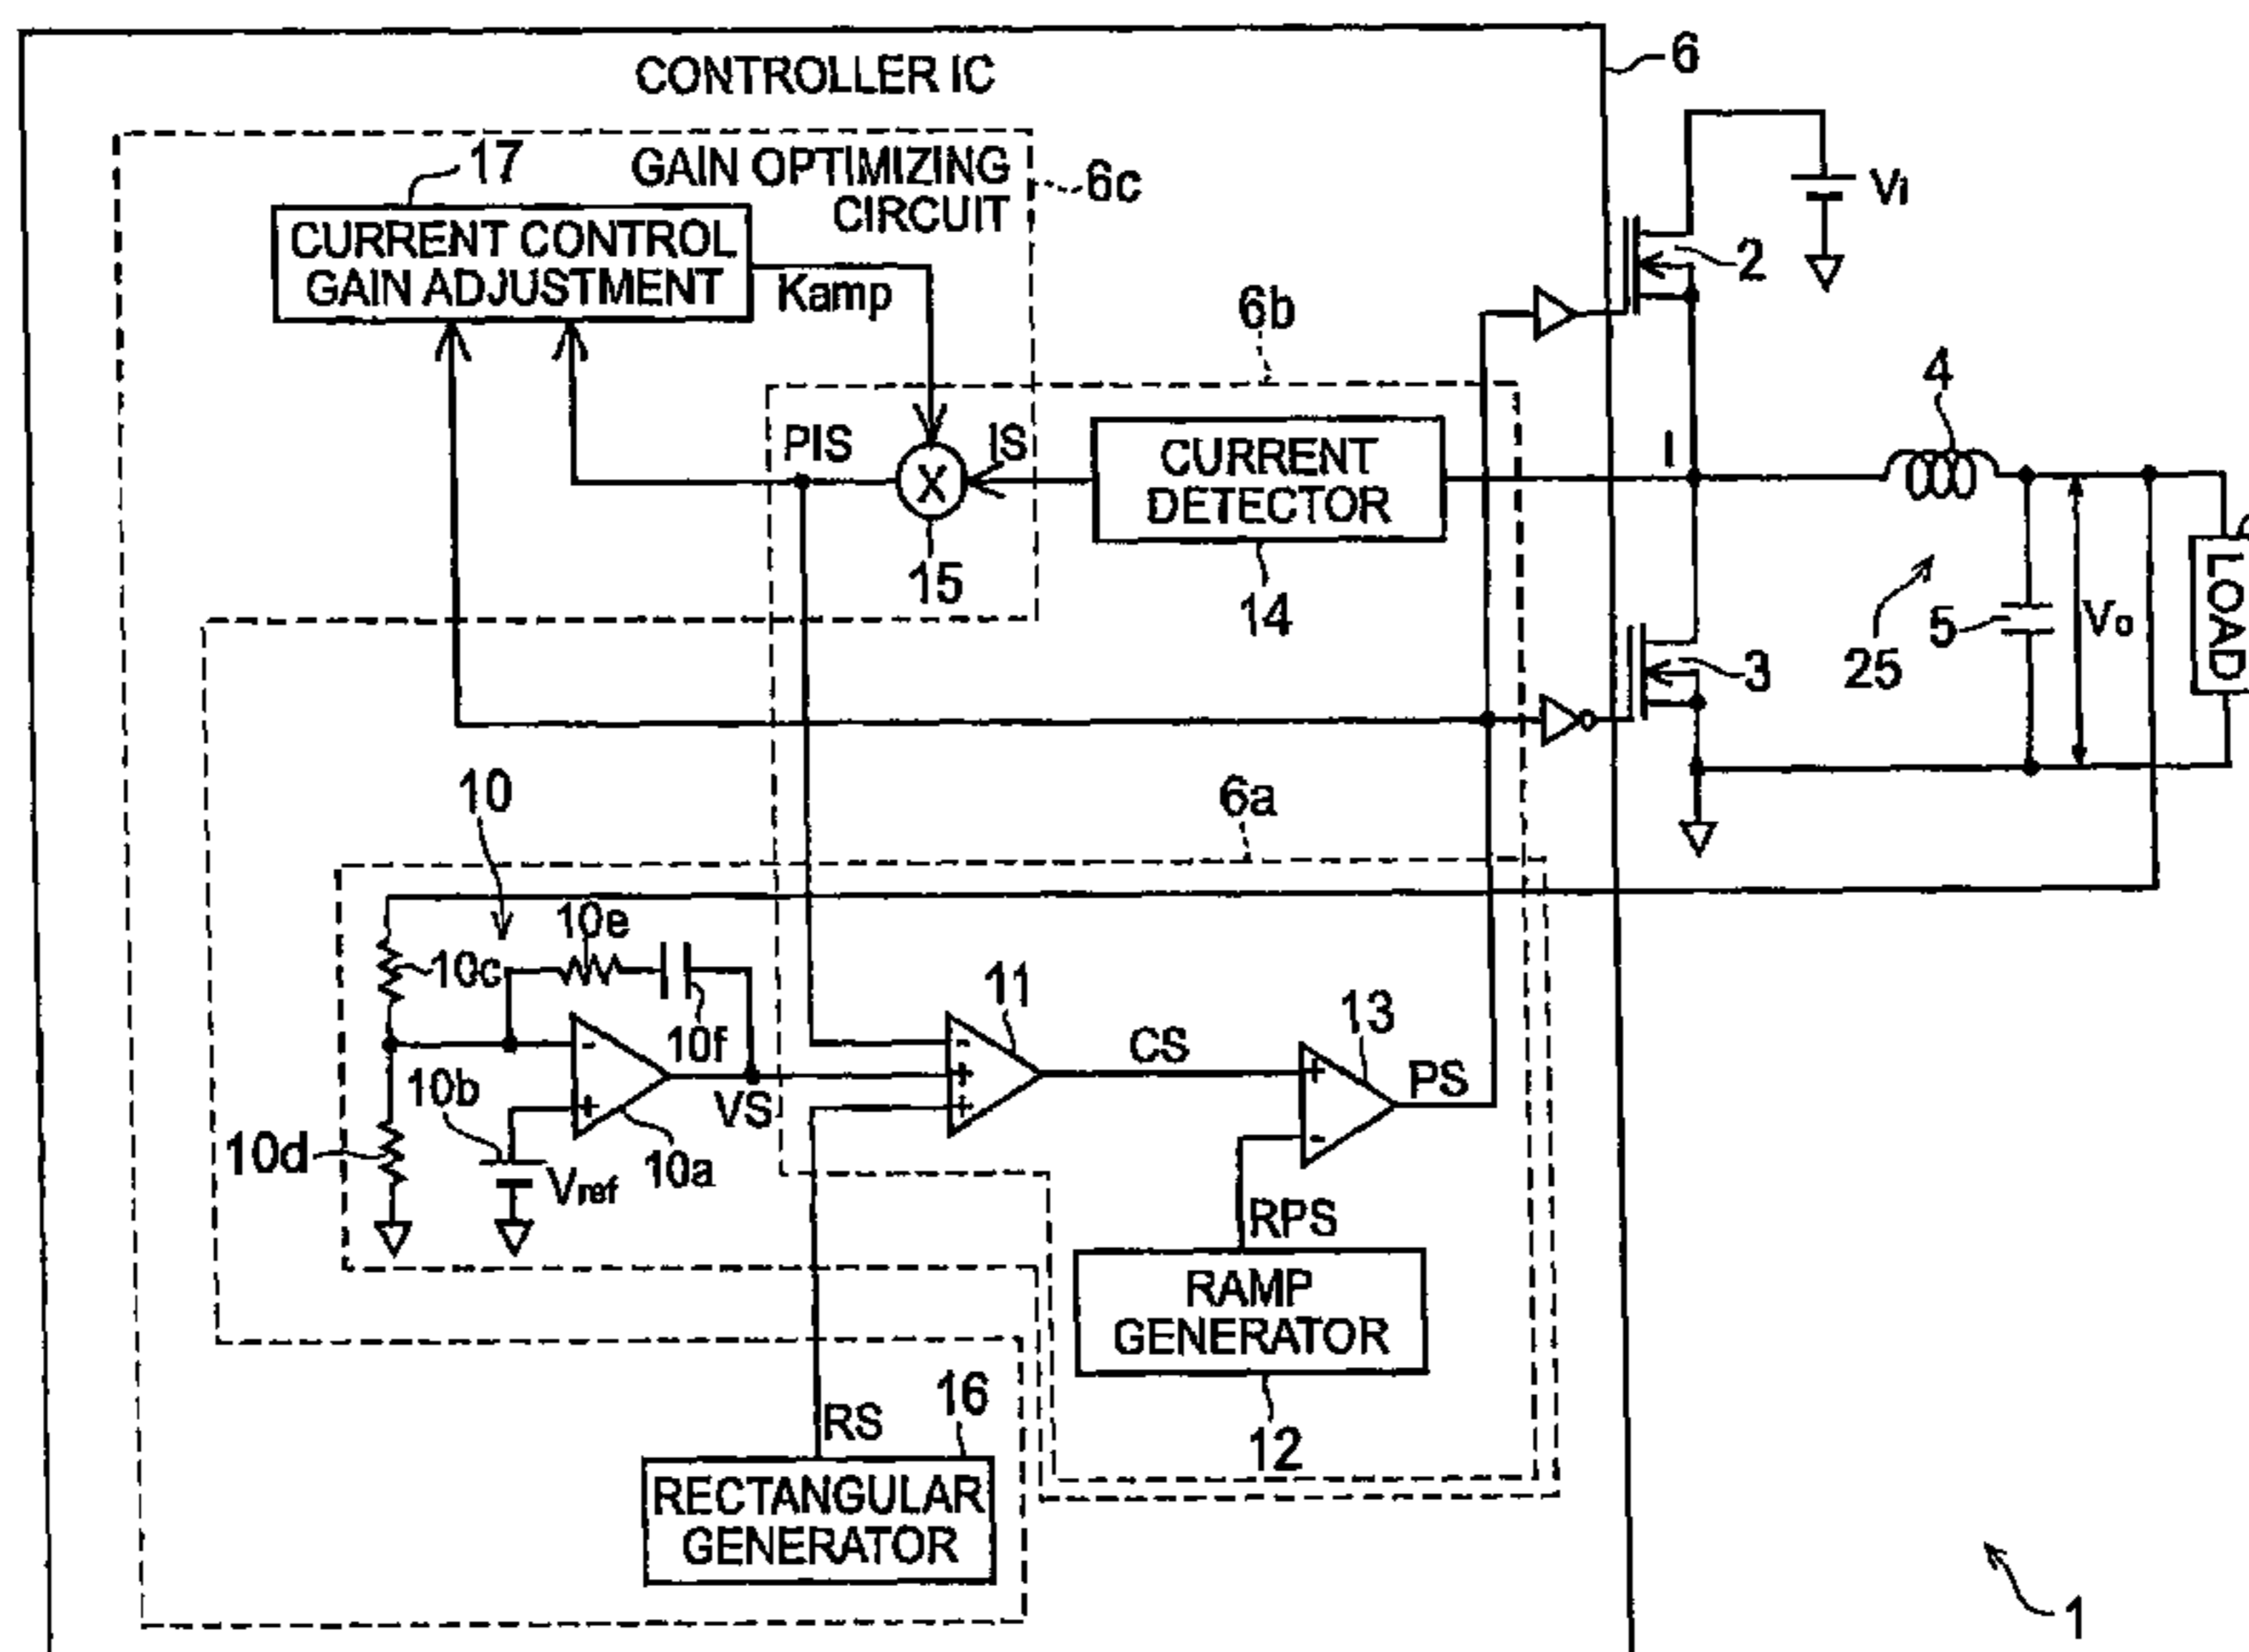 CONTROLLER IC
6
17
GAIN OPTIMIZING
CIRCUIT
6c
CURRENT CONTROL
GAIN ADJUSTMENT
Kamp
Vi
2
6b
4
PIS
IS
CURRENT
DETECTOR
I
X
15
14
5
Vo
LOAD
25
3
10
6a
10e
10c
10f
11
CS
13
PS
10b
VS
10d
Vref
10a
RPS
RAMP
GENERATOR
16
RS
12
RECTANGULAR
GENERATOR
1